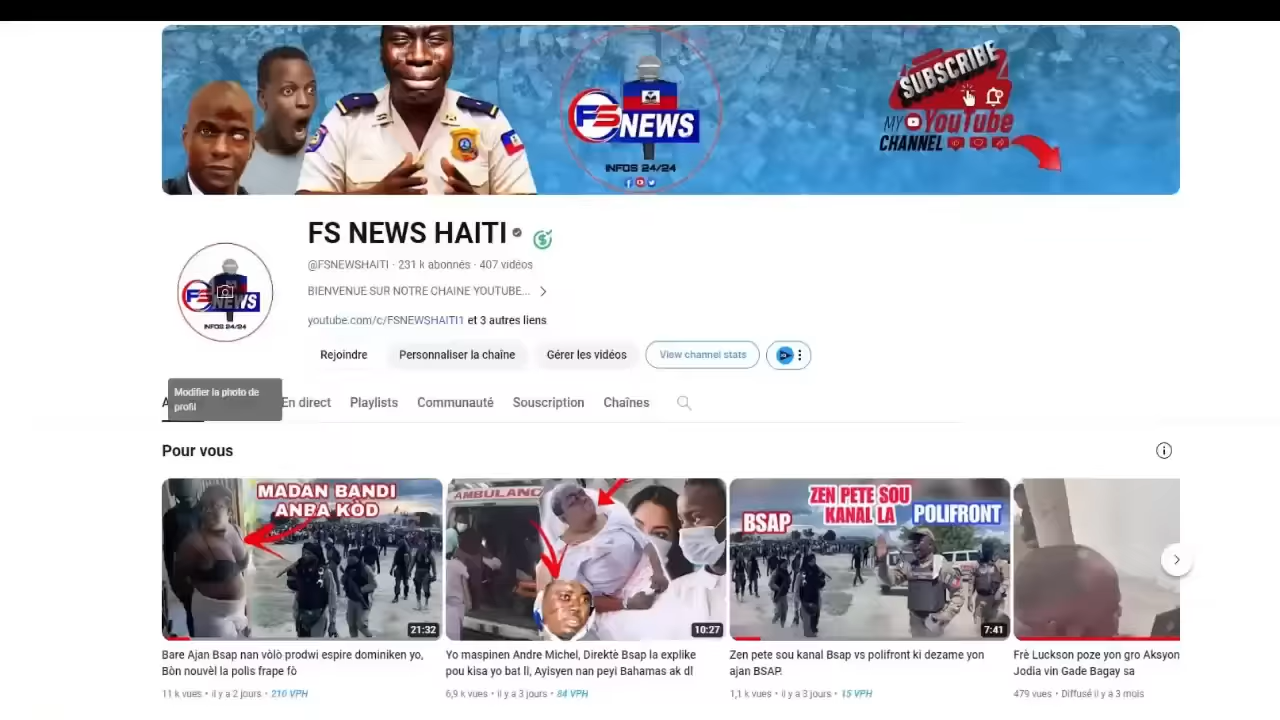 SUBSCRIBE
MY YouTube
CHANNEL
FS NEWS
INFOS 24/24
FS NEWS HAITI
@FSNEWSHAITI · 231 k abonnés · 407 vidéos
BIENVENUE SUR NOTRE CHAINE YOUTUBE...
FS NEWS
INFOS 24/24
youtube.com/c/FSNEWSHAITI1 et 3 autres liens
Rejoindre
Personnaliser la chaîne
Gérer les vidéos
View channel stats
Modifier la photo de
profil
En direct
Playlists
Communauté
Souscription
Chaînes
Pour vous
MADAN BANDI
ANBA KÒD
21:32
AMBULANC
10:27
ZEN PETE SOU
KANAL LA
BSAP
POLIFRONT
7:41
Bare Ajan Bsap nan vòlò prodwi espire dominiken yo,
Bòn nouvèl la polis frape fò
11 k vues • il y a 2 jours • 210 VPH
Yo maspinen Andre Michel, Direktè Bsap la explike
pou kisa yo bat li, Ayisyen nan peyi Bahamas ak dl
6,9 k vues • il y a 3 jours • 84 VPH
Zen pete sou kanal Bsap vs polifront ki dezame yon
ajan BSAP.
1,1 k vues • il y a 3 jours • 15 VPH
Frè Luckson poze yon gro Aksyon
Jodia vin Gade Bagay sa
479 vues • Diffusé il y a 3 mois